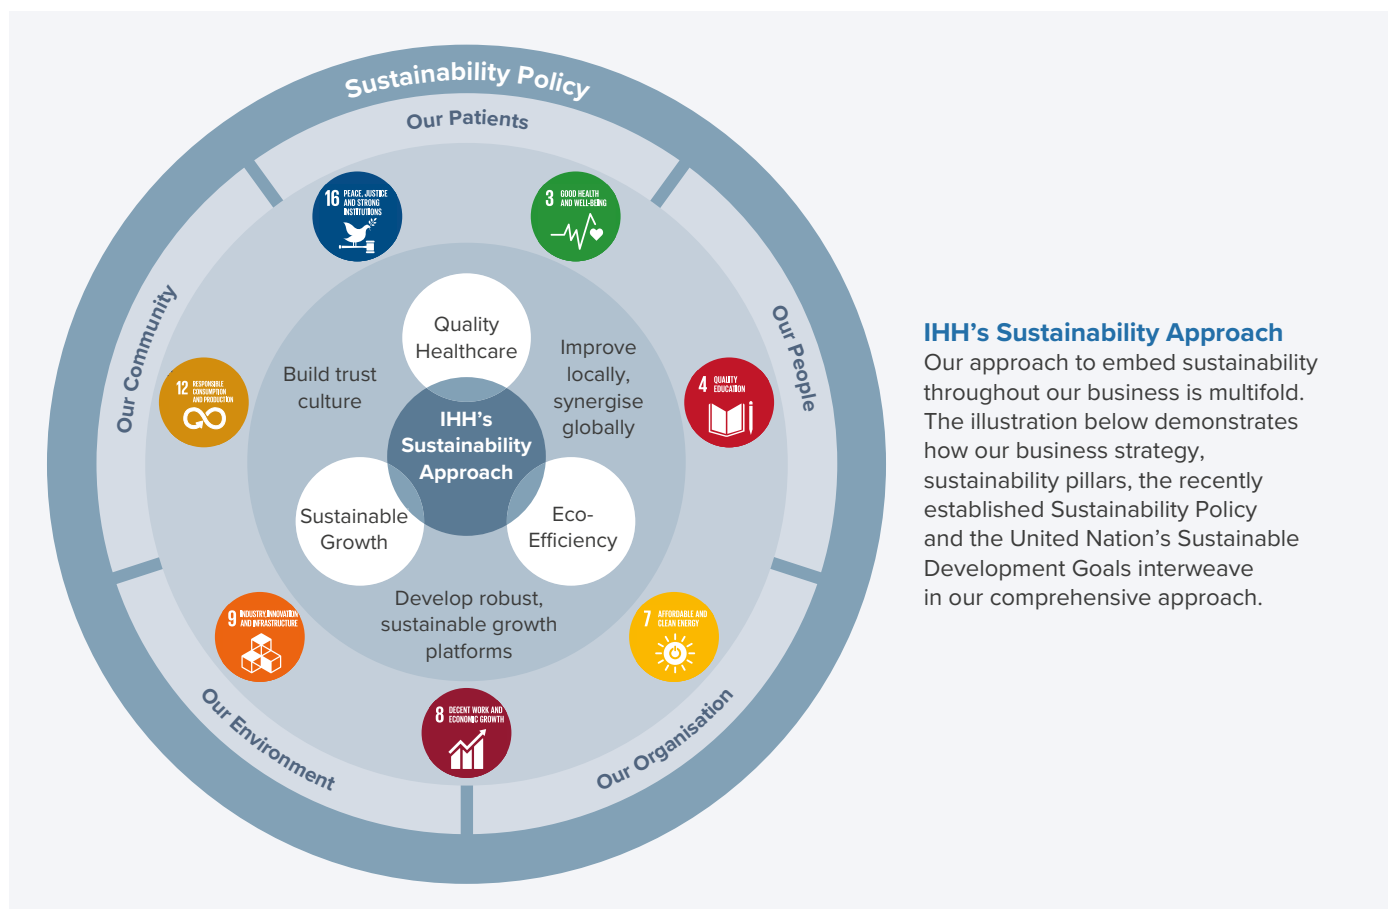 Sustainability Policy
Our Patients
16 PEACE, JUSTICE
AND STRONG
INSTITUTIONS
3 GOOD HEALTH
AND WELL-BEING
Our Community
Our People
Quality
Healthcare
Improve
locally,
synergise
globally
Build trust
culture
12 RESPONSIBLE
CONSUMPTION
AND PRODUCTION
4 QUALITY
EDUCATION
IHH's
Sustainability
Approach
Sustainable
Growth
Eco-
Efficiency
Develop robust,
sustainable growth
platforms
9 INDUSTRY, INNOVATION
AND INFRASTRUCTURE
7 AFFORDABLE AND
CLEAN ENERGY
8 DECENT WORK AND
ECONOMIC GROWTH
Our Environment
Our Organisation
IHH's Sustainability Approach
Our approach to embed sustainability
throughout our business is multifold.
The illustration below demonstrates
how our business strategy,
sustainability pillars, the recently
established Sustainability Policy
and the United Nation's Sustainable
Development Goals interweave
in our comprehensive approach.